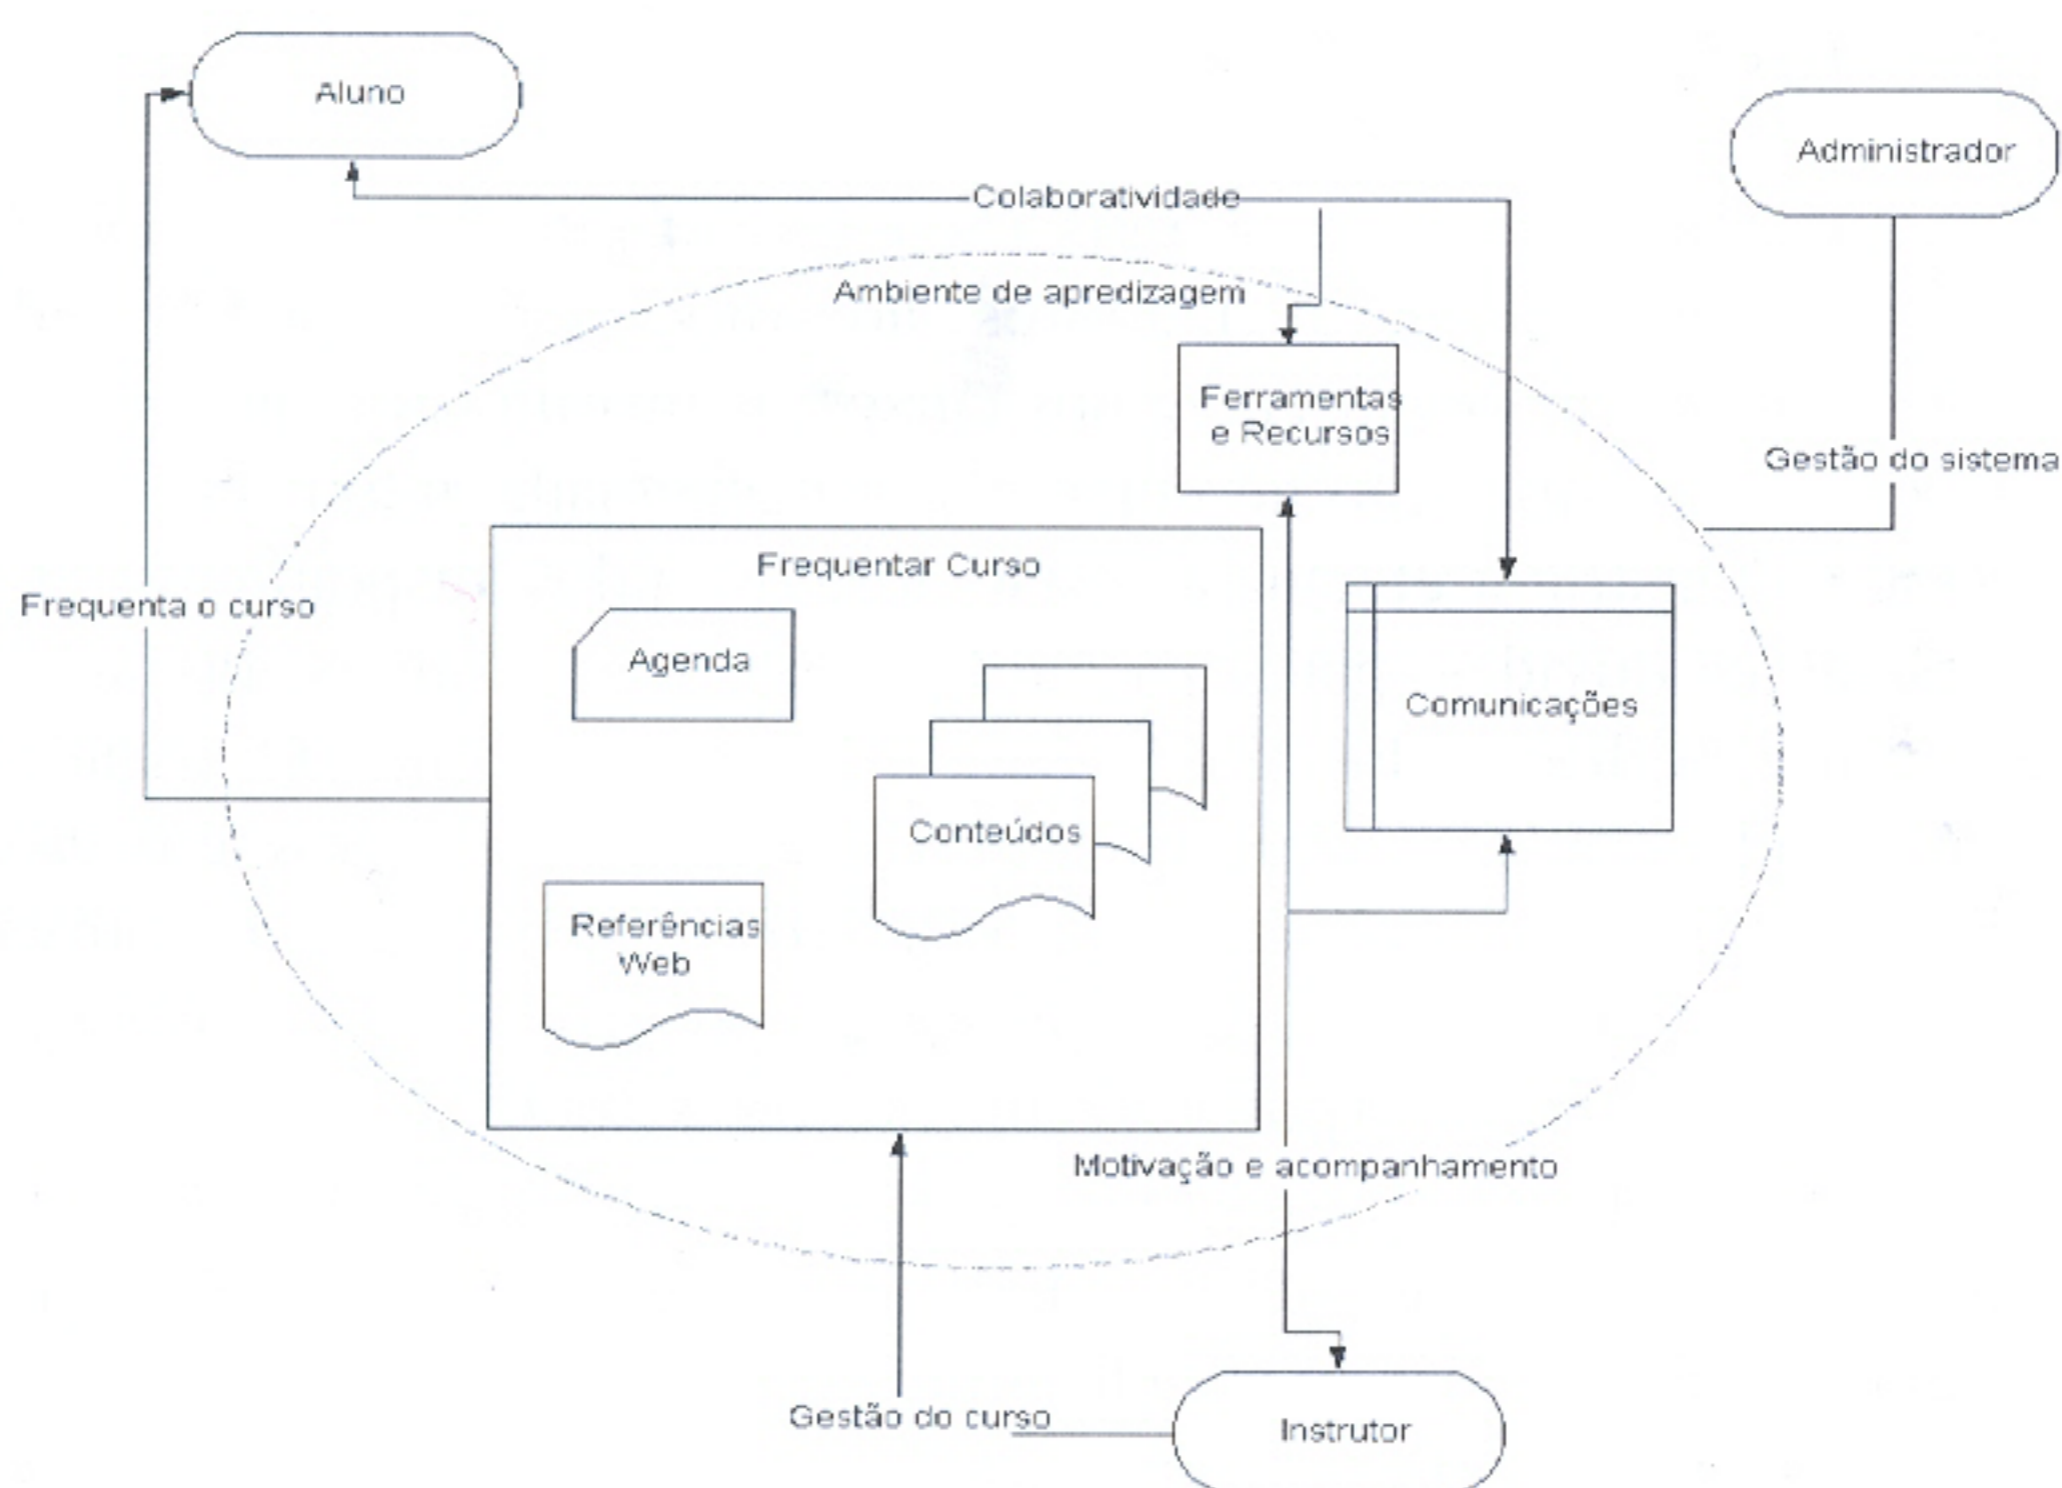 Aluno
Administrador
Colaboratividade
Ambiente de apredizagem
Ferramentas
e Recursos
Gestão do sistema
Frequentar Curso
Frequenta o curso
Agenda
Comunicações
Conteúdos
Referências
Web
Motivação e acompanhamento
Gestão do curso
Instrutor